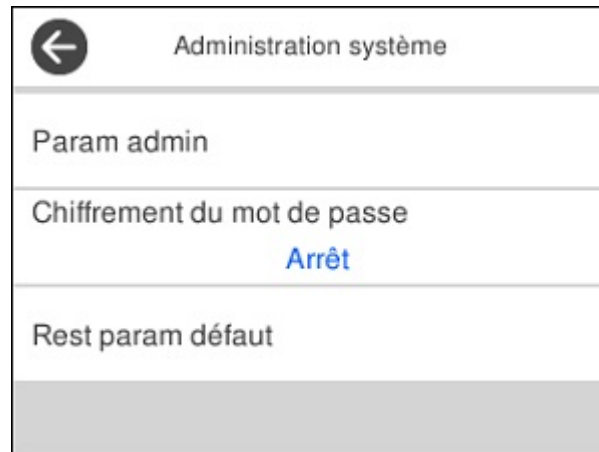 Administration système
Param admin
Chiffrement du mot de passe
Arrêt
Rest param défaut